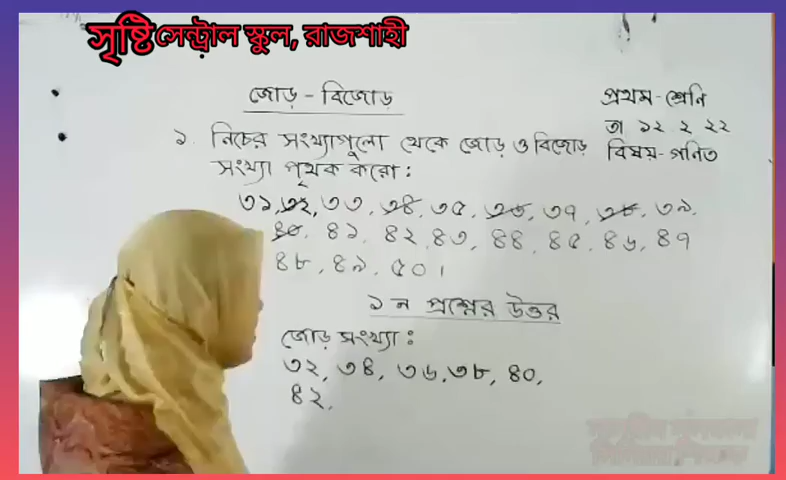 সৃষ্টি সেন্ট্রাল স্কুল, রাজশাহী
জোড় - বিজোড়
প্রথম - শ্রেনি
তা ১২ ২ ২২
বিষয় - গনিত
১. নিচের সংখ্যাগুলো থেকে জোড় ও বিজোড়
সংখ্যা পৃথক করো:
৩১, ৩২, ৩৩, ৩৪, ৩৫, ৩৬, ৩৭, ৩৮, ৩৯,
৪০, ৪১, ৪২, ৪৩, ৪৪, ৪৫, ৪৬, ৪৭
৪৮, ৪৯, ৫০।
১ ন প্রশ্নের উত্তর
জোড় সংখ্যা:
৩২, ৩৪, ৩৬, ৩৮, ৪০,
৪২,